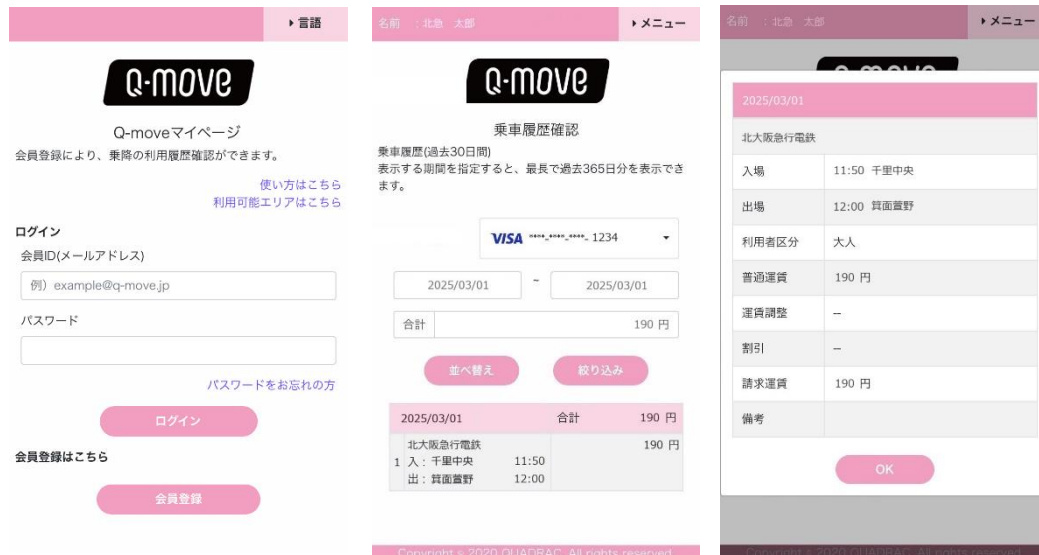 言語
Q-move
Q-moveマイページ
会員登録により、乗降の利用履歴確認ができます。
使い方はこちら
利用可能エリアはこちら
ログイン
会員ID(メールアドレス)
例）example@q-move.jp
パスワード
パスワードをお忘れの方
ログイン
会員登録はこちら
会員登録
名前 ：北急 太郎
メニュー
Q-move
乗車履歴確認
乗車履歴(過去30日間)
表示する期間を指定すると、最長で過去365日分を表示でき
ます。
VISA ****-****-****- 1234
2025/03/01 ~ 2025/03/01
合計 190 円
並べ替え 絞り込み
2025/03/01 合計 190 円
北大阪急行電鉄 190 円
1 入：千里中央 11:50
出：箕面萱野 12:00
Copyright © 2020 QUADRAC. All rights reserved.
名前 ：北急 太郎
メニュー
2025/03/01
北大阪急行電鉄
入場 11:50 千里中央
出場 12:00 箕面萱野
利用者区分 大人
普通運賃 190 円
運賃調整 –
割引 –
請求運賃 190 円
備考
OK
Copyright © 2020 QUADRAC. All rights reserved.